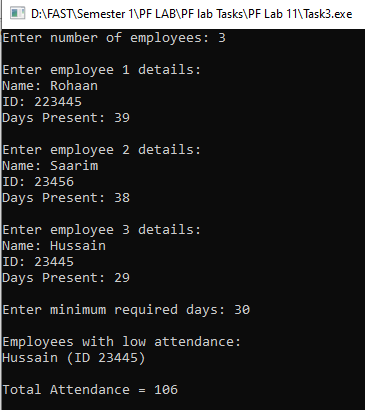 D:\FAST\Semester 1\PF LAB\PF lab Tasks\PF Lab 11\Task3.exe
Enter number of employees: 3
Enter employee 1 details:
Name: Rohaan
ID: 223445
Days Present: 39
Enter employee 2 details:
Name: Saarim
ID: 23456
Days Present: 38
Enter employee 3 details:
Name: Hussain
ID: 23445
Days Present: 29
Enter minimum required days: 30
Employees with low attendance:
Hussain (ID 23445)
Total Attendance = 106